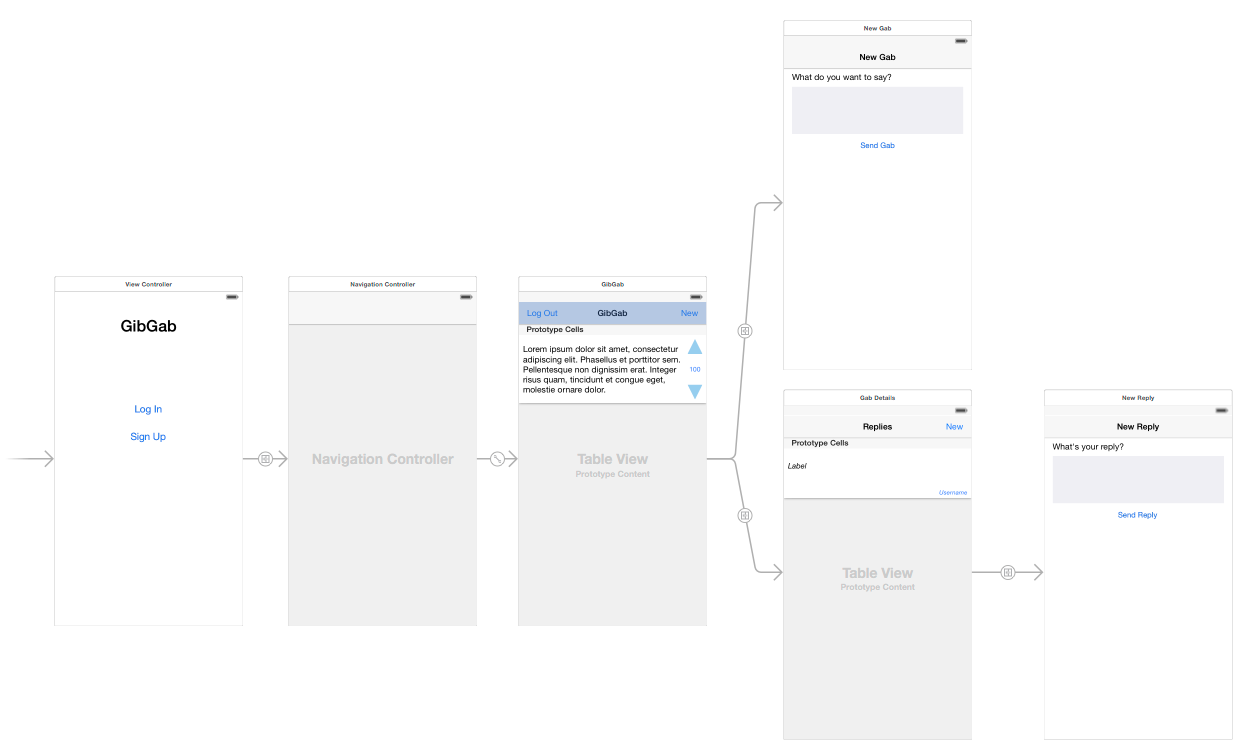 New Gab
New Gab
What do you want to say?
Send Gab
View Controller
GibGab
Log In
Sign Up
Navigation Controller
Navigation Controller
GibGab
Log Out GibGab New
Prototype Cells
Lorem ipsum dolor sit amet, consectetur
adipiscing elit. Phasellus et porttitor sem.
Pellentesque non dignissim erat. Integer
risus quam, tincidunt et congue eget,
molestie ornare dolor.
100
Table View
Prototype Content
Gab Details
Replies New
Prototype Cells
Label
Username
Table View
Prototype Content
New Reply
New Reply
What's your reply?
Send Reply